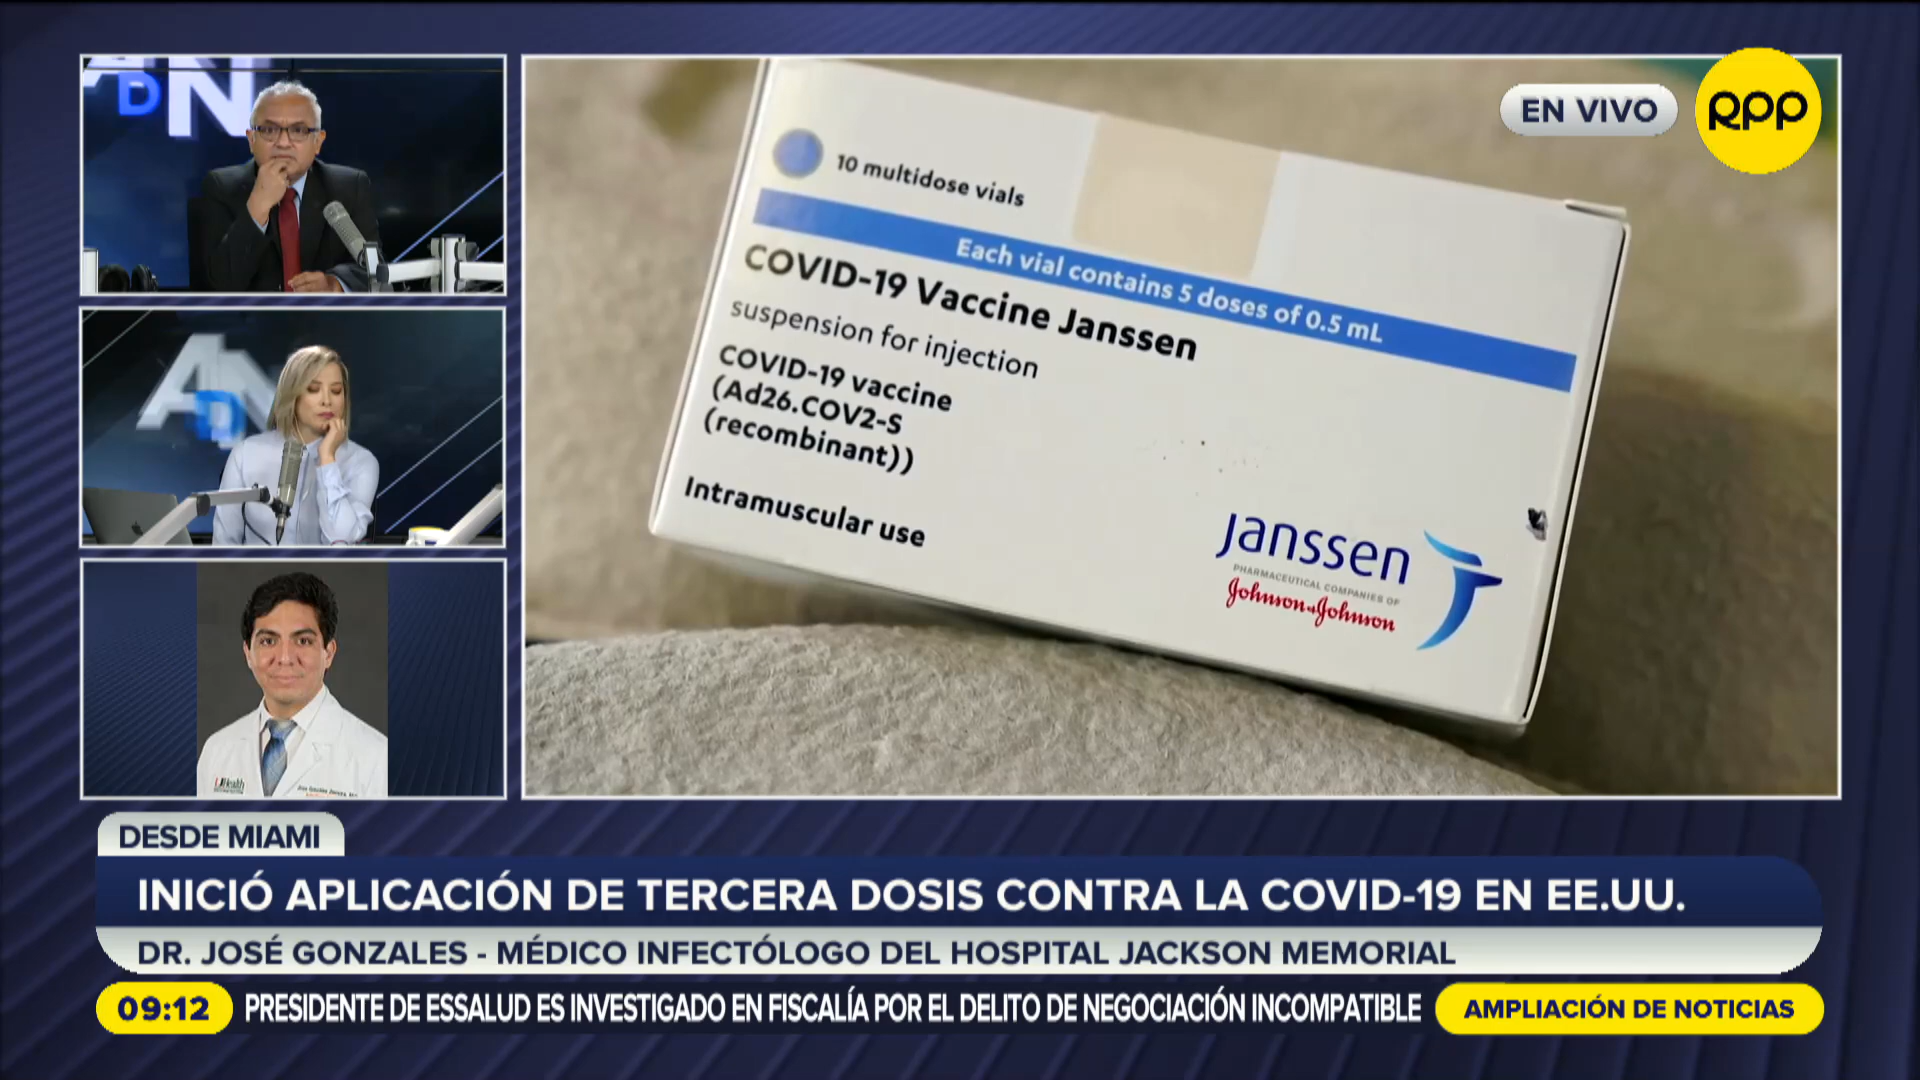 EN VIVO
rpp
ADN
ADN
10 multidose vials
Each vial contains 5 doses of 0.5 mL
COVID-19 Vaccine Janssen
suspension for injection
COVID-19 vaccine
(Ad26.COV2-S
(recombinant))
Intramuscular use
Janssen
PHARMACEUTICAL COMPANIES OF
Johnson & Johnson
UHealth
DESDE MIAMI
INICIÓ APLICACIÓN DE TERCERA DOSIS CONTRA LA COVID-19 EN EE.UU.
DR. JOSÉ GONZALES - MÉDICO INFECTÓLOGO DEL HOSPITAL JACKSON MEMORIAL
09:12 PRESIDENTE DE ESSALUD ES INVESTIGADO EN FISCALÍA POR EL DELITO DE NEGOCIACIÓN INCOMPATIBLE AMPLIACIÓN DE NOTICIAS